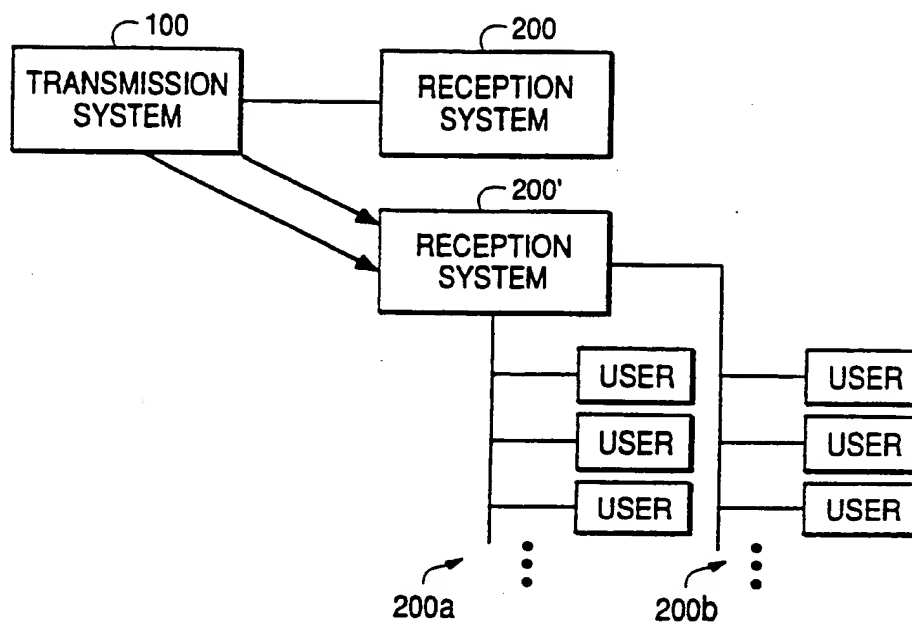 100
TRANSMISSION
SYSTEM
200
RECEPTION
SYSTEM
200'
RECEPTION
SYSTEM
USER
USER
USER
USER
USER
USER
200a
200b